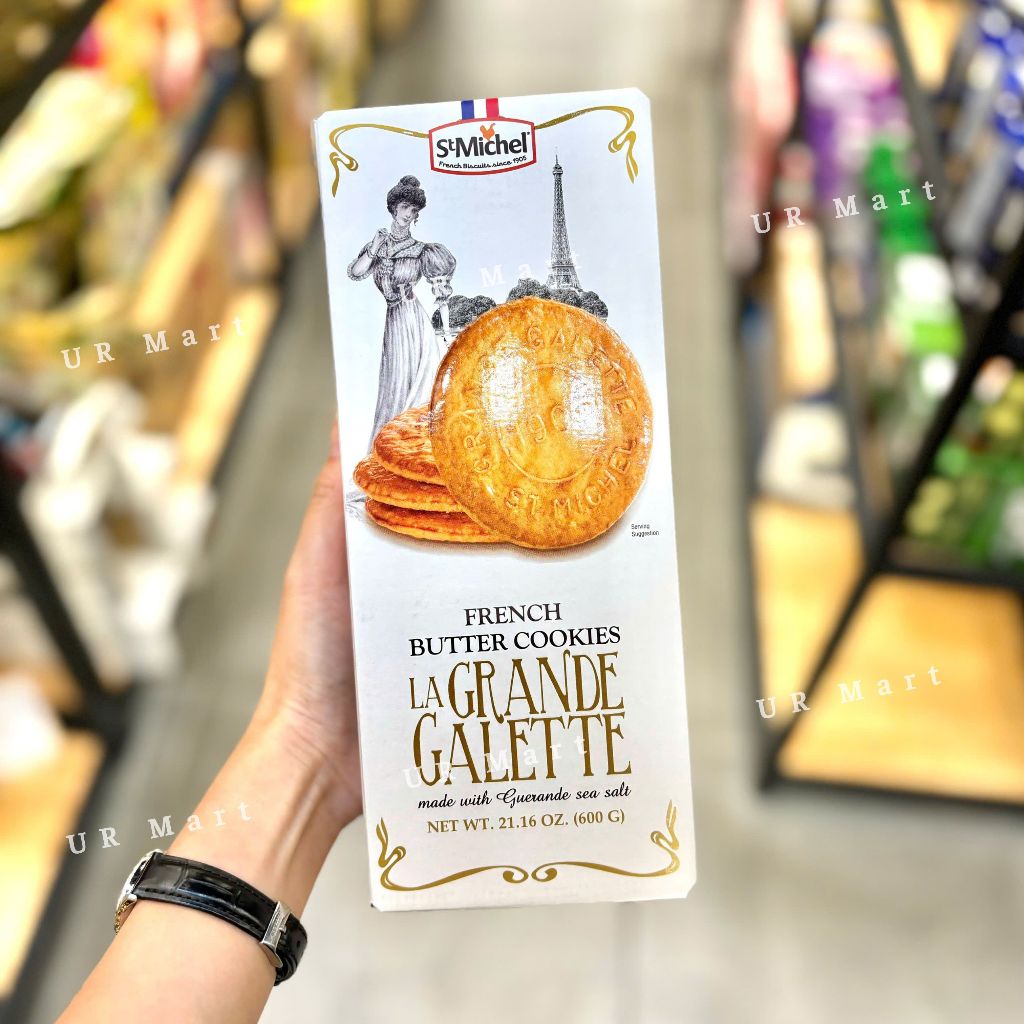 St Michel
French Biscuits since 1905
UR Mart
UR Mart
UR Mart
GRANDE GALETTE
ST MICHEL
Serving
Suggestion
FRENCH
BUTTER COOKIES
LA GRANDE
GALETTE
made with Guerande sea salt
NET WT. 21.16 OZ. (600 G)
UR Mart
UR Mart
UR Mart